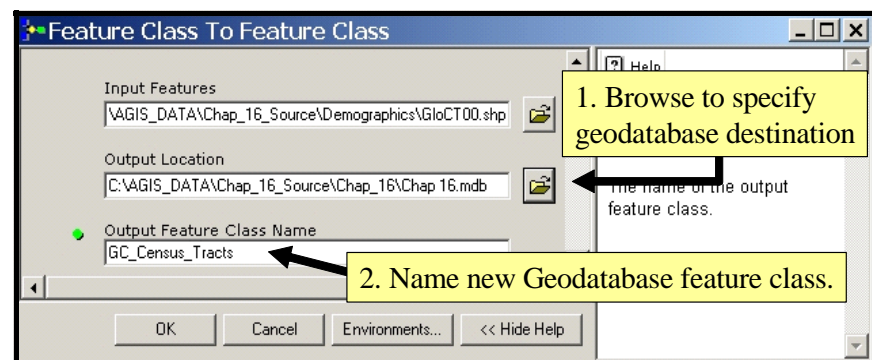 Feature Class To Feature Class
Help
Input Features
\AGIS_DATA\Chap_16_Source\Demographics\GloCT00.shp
1. Browse to specify
geodatabase destination
Output Location
C:\AGIS_DATA\Chap_16_Source\Chap_16\Chap 16.mdb
The name of the output
feature class.
Output Feature Class Name
GC_Census_Tracts
2. Name new Geodatabase feature class.
OK
Cancel
Environments...
<< Hide Help